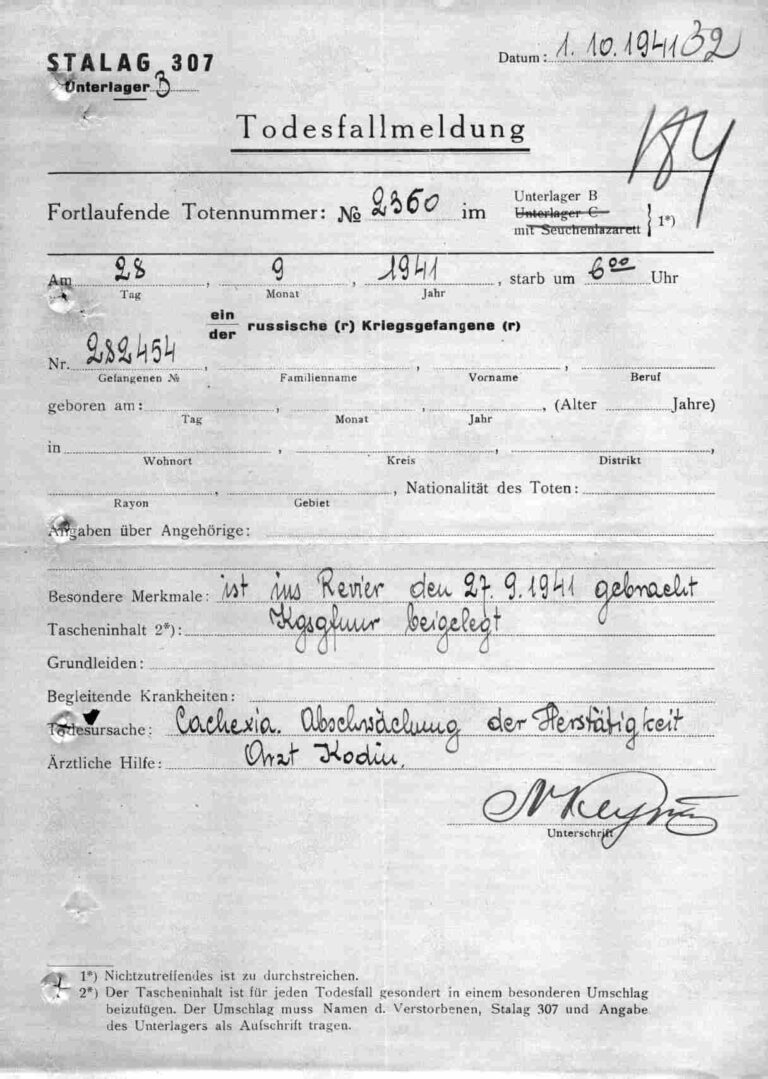 STALAG 307
Datum: 1. 10. 1941 32
Unterlager B
Todesfallmeldung
184
Fortlaufende Totennummer: № 2360 im
Unterlager B
Unterlager C
mit Seuchenlazarett } 1*)
Am 28, 9, 1941, starb um 6 00 Uhr
Tag Monat Jahr
ein
der russische (r) Kriegsgefangene (r)
Nr. 282454, , ,
Gefangenen № Familienname Vorname Beruf
geboren am: , , , (Alter Jahre)
Tag Monat Jahr
in , , ,
Wohnort Kreis Distrikt
, , Nationalität des Toten:
Rayon Gebiet
Angaben über Angehörige:
Besondere Merkmale: ist ins Revier den 27. 9. 1941 gebracht
Tascheninhalt 2*): beigelegt
Grundleiden:
Begleitende Krankheiten:
Todesursache: Cachexia. Abschwächung der Herstätigkeit
Ärztliche Hilfe: Arzt Kodin.
Unterschrift
1*) Nichtzutreffendes ist zu durchstreichen.
2*) Der Tascheninhalt ist für jeden Todesfall gesondert in einem besonderen Umschlag
beizufügen. Der Umschlag muss Namen d. Verstorbenen, Stalag 307 und Angabe
des Unterlagers als Aufschrift tragen.